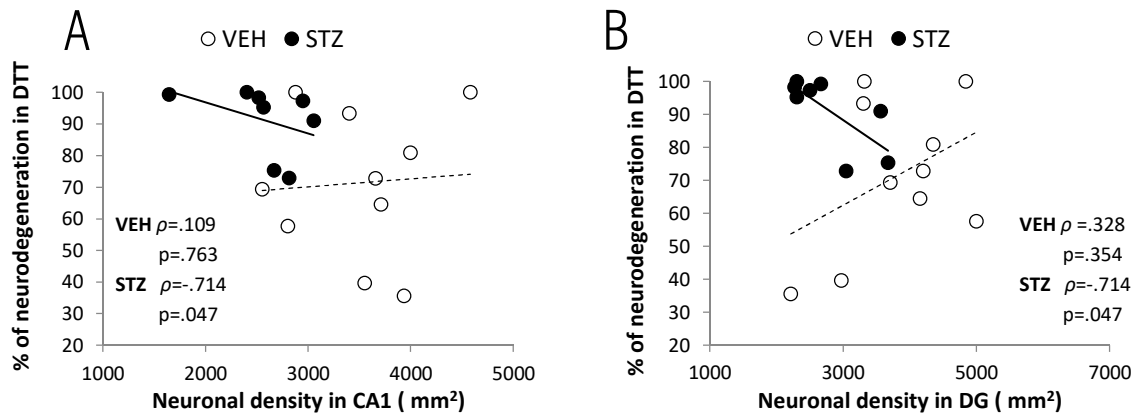 A
○ VEH ● STZ
% of neurodegeneration in DTT
100
90
80
70
60
50
40
30
20
VEH ρ=.109
p=.763
STZ ρ=-.714
p=.047
1000 2000 3000 4000 5000
Neuronal density in CA1 ( mm²)
B
○ VEH ● STZ
% of neurodegeneration in DTT
100
90
80
70
60
50
40
30
20
VEH ρ=.328
p=.354
STZ ρ=-.714
p=.047
1000 3000 5000 7000
Neuronal density in DG ( mm²)